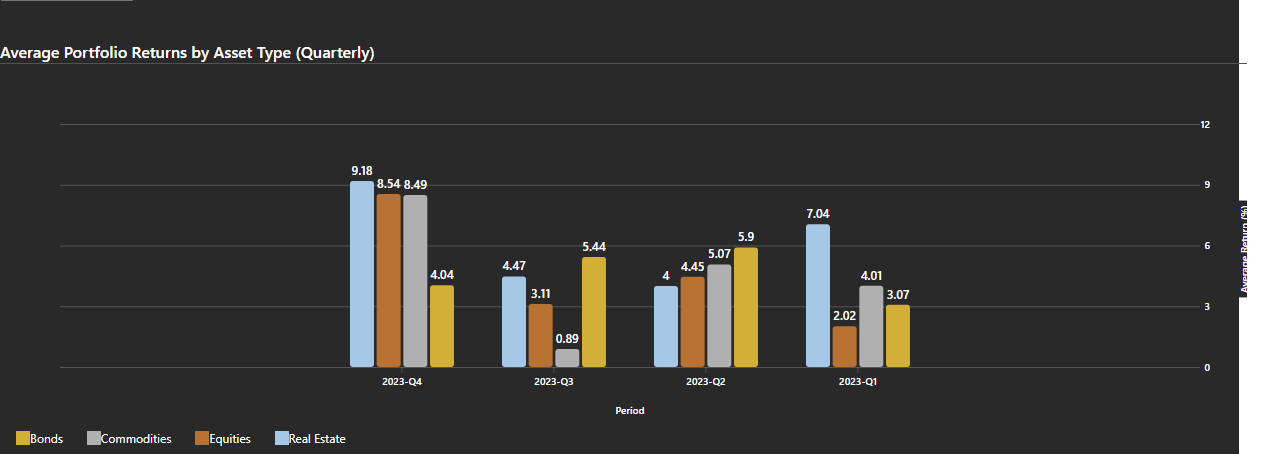 Average Portfolio Returns by Asset Type (Quarterly)
12
9.18
8.54
8.49
9
7.04
Average Return (%)
5.44
5.9
6
4.47
4
4.45
5.07
4.04
4.01
3.11
3.07
3
2.02
0.89
0
2023-Q4
2023-Q3
2023-Q2
2023-Q1
Period
Bonds
Commodities
Equities
Real Estate